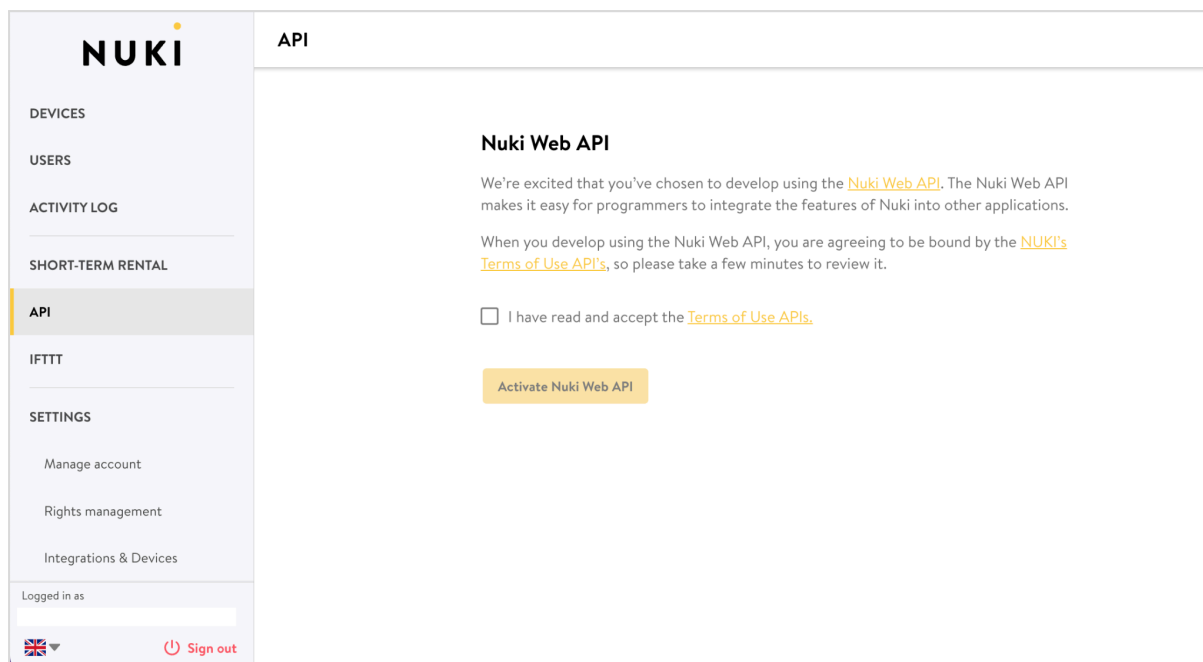 NUKI
DEVICES
USERS
ACTIVITY LOG
SHORT-TERM RENTAL
API
IFTTT
SETTINGS
Manage account
Rights management
Integrations & Devices
Logged in as
Sign out
API
Nuki Web API
We’re excited that you’ve chosen to develop using the Nuki Web API. The Nuki Web API
makes it easy for programmers to integrate the features of Nuki into other applications.
When you develop using the Nuki Web API, you are agreeing to be bound by the NUKI’s
Terms of Use API’s, so please take a few minutes to review it.
I have read and accept the Terms of Use APIs.
Activate Nuki Web API